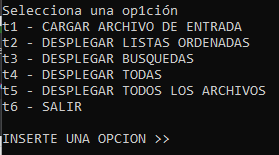 Selecciona una op1ción
t1 - CARGAR ARCHIVO DE ENTRADA
t2 - DESPLEGAR LISTAS ORDENADAS
t3 - DESPLEGAR BUSQUEDAS
t4 - DESPLEGAR TODAS
t5 - DESPLEGAR TODOS LOS ARCHIVOS
t6 - SALIR
INSERTE UNA OPCION >>